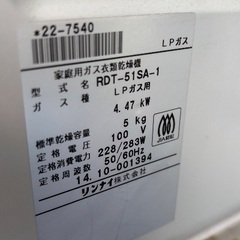 *22-7540
LPガス
家庭用ガス衣類乾燥機
型式 RDT-51SA-1
名 LPガス用
4.47 kW
標準乾燥容量 5 kg
定格電圧 100 V
定格消費電力 228/283W
定格周波数 50/60Hz
14.10-001394
リンナイ株式会社